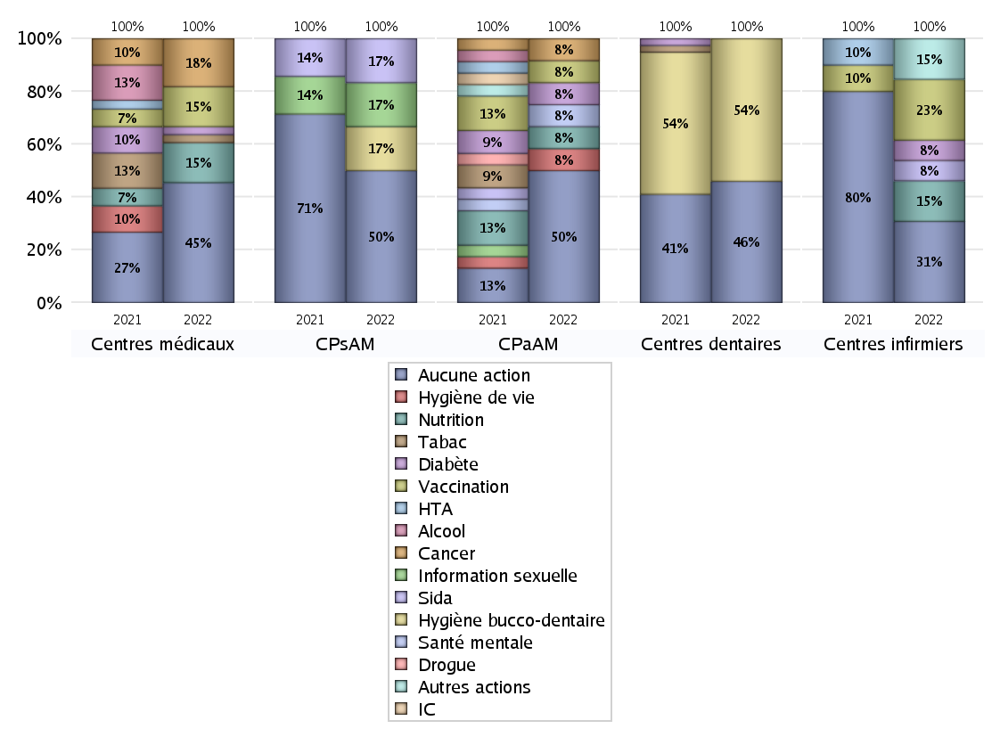 100% 100% 100% 100% 100% 100% 100% 100% 100% 100%
100%
80%
60%
40%
20%
0%
10%
13%
7%
10%
13%
7%
10%
27%
18%
15%
15%
45%
14%
14%
71%
17%
17%
17%
50%
13%
9%
9%
13%
13%
8%
8%
8%
8%
8%
8%
50%
54%
41%
54%
46%
10%
10%
80%
15%
23%
8%
8%
15%
31%
2021 2022 2021 2022 2021 2022 2021 2022 2021 2022
Centres médicaux CPsAM CPaAM Centres dentaires Centres infirmiers
Aucune action
Hygiène de vie
Nutrition
Tabac
Diabète
Vaccination
HTA
Alcool
Cancer
Information sexuelle
Sida
Hygiène bucco-dentaire
Santé mentale
Drogue
Autres actions
IC